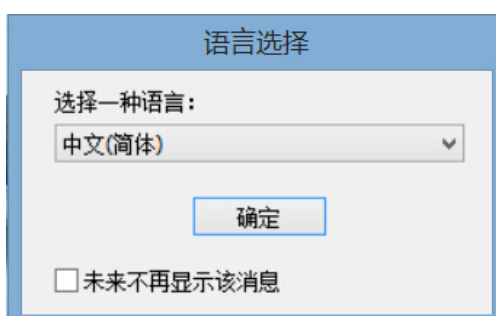 语言选择
选择一种语言：
中文(简体)
确定
未来不再显示该消息